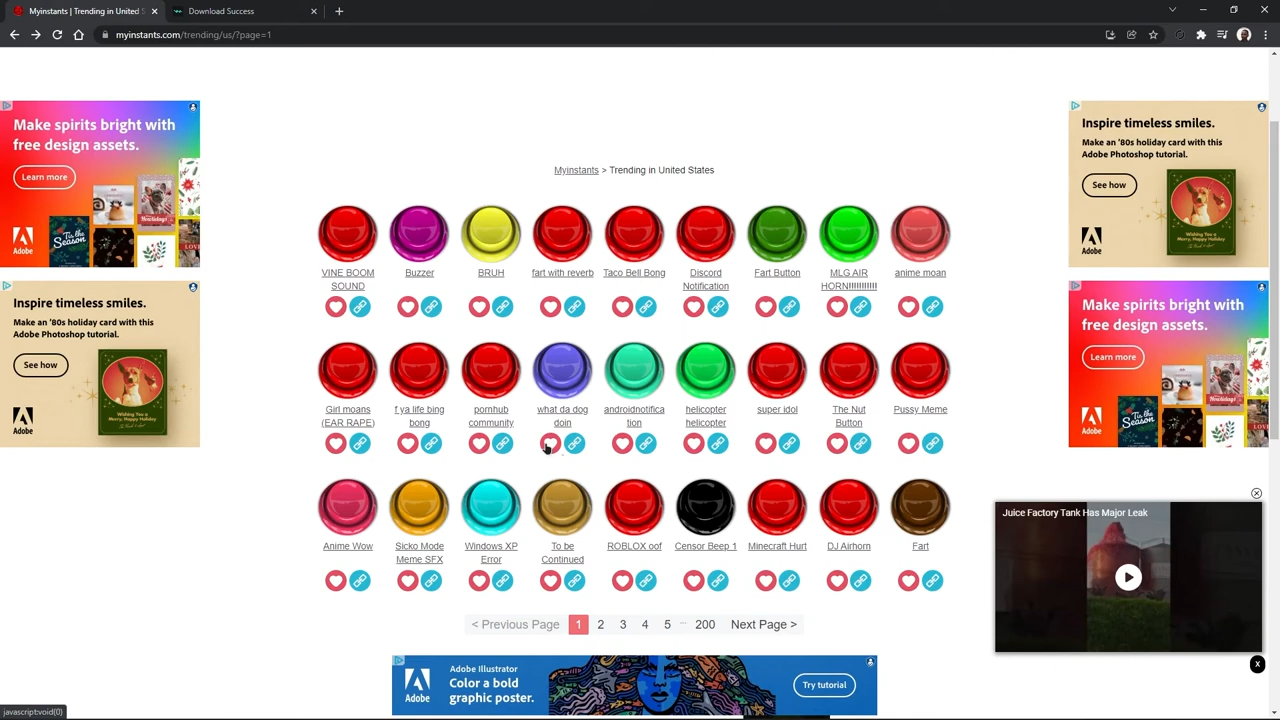 Myinstants | Trending in United S
Download Success
myinstants.com/trending/us/?page=1
Make spirits bright with
free design assets.
Learn more
Adobe
Inspire timeless smiles.
Make an '80s holiday card with this
Adobe Photoshop tutorial.
See how
Adobe
Inspire timeless smiles.
Make an '80s holiday card with this
Adobe Photoshop tutorial.
See how
Adobe
Make spirits bright with
free design assets.
Learn more
Adobe
Myinstants > Trending in United States
VINE BOOM
SOUND
Buzzer
BRUH
fart with reverb
Taco Bell Bong
Discord
Notification
Fart Button
MLG AIR
HORN!!!!!!!!!!!!
anime moan
Girl moans
(EAR RAPE)
f ya life bing
bong
pornhub
community
what da dog
doin
androidnotifica
tion
helicopter
helicopter
super idol
The Nut
Button
Pussy Meme
Anime Wow
Sicko Mode
Meme SFX
Windows XP
Error
To be
Continued
ROBLOX oof
Censor Beep 1
Minecraft Hurt
DJ Airhorn
Fart
< Previous Page 1 2 3 4 5 ... 200 Next Page >
Juice Factory Tank Has Major Leak
X
Adobe
Adobe Illustrator
Color a bold
graphic poster.
Try tutorial
javascript:void(0)